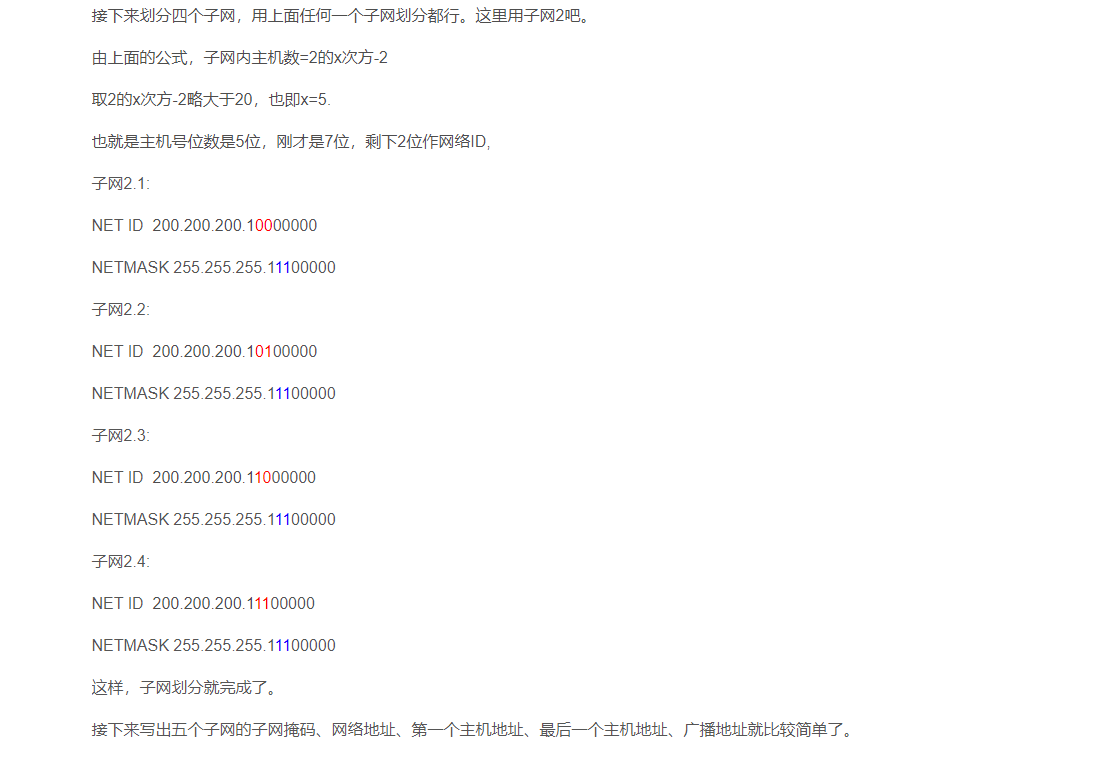 接下来划分四个子网，用上面任何一个子网划分都行。这里用子网2吧。
由上面的公式，子网内主机数=2的x次方-2
取2的x次方-2略大于20，也即x=5.
也就是主机号位数是5位，刚才是7位，剩下2位作网络ID,
子网2.1:
NET ID  200.200.200.10000000
NETMASK 255.255.255.11100000
子网2.2:
NET ID  200.200.200.10100000
NETMASK 255.255.255.11100000
子网2.3:
NET ID  200.200.200.11000000
NETMASK 255.255.255.11100000
子网2.4:
NET ID  200.200.200.11100000
NETMASK 255.255.255.11100000
这样，子网划分就完成了。
接下来写出五个子网的子网掩码、网络地址、第一个主机地址、最后一个主机地址、广播地址就比较简单了。